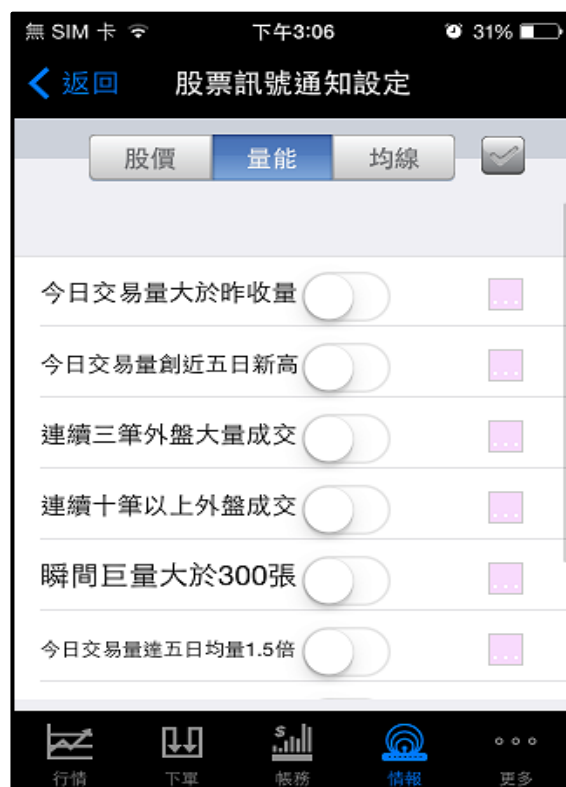 無 SIM 卡 下午3:06 31%
返回 股票訊號通知設定
股價 量能 均線
今日交易量大於昨收量 ...
今日交易量創近五日新高 ...
連續三筆外盤大量成交 ...
連續十筆以上外盤成交 ...
瞬間巨量大於300張 ...
今日交易量達五日均量1.5倍 ...
行情 下單 帳務 情報 更多